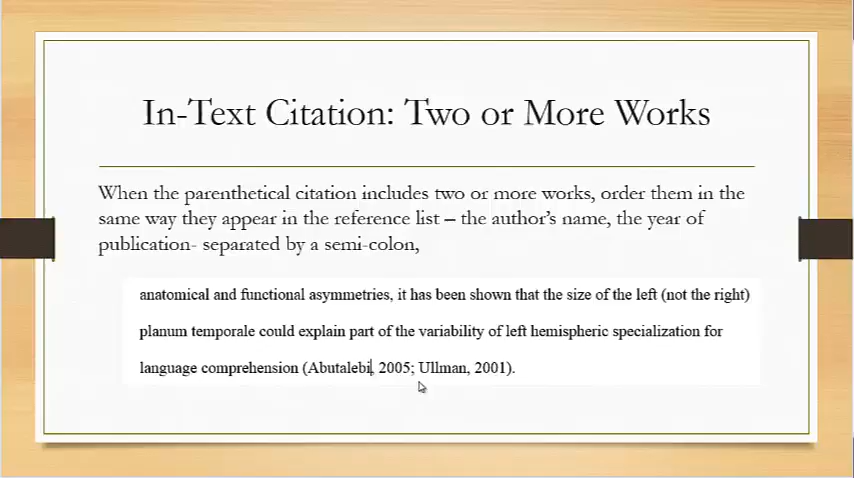 In-Text Citation: Two or More Works
When the parenthetical citation includes two or more works, order them in the
same way they appear in the reference list – the author's name, the year of
publication- separated by a semi-colon,
anatomical and functional asymmetries, it has been shown that the size of the left (not the right)
planum temporale could explain part of the variability of left hemispheric specialization for
language comprehension (Abutalebi, 2005; Ullman, 2001).